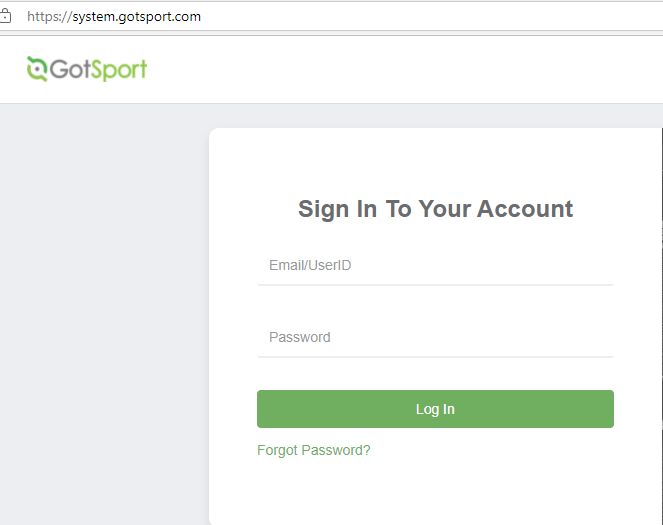 https://system.gotsport.com
GotSport
Sign In To Your Account
Email/UserID
Password
Log In
Forgot Password?